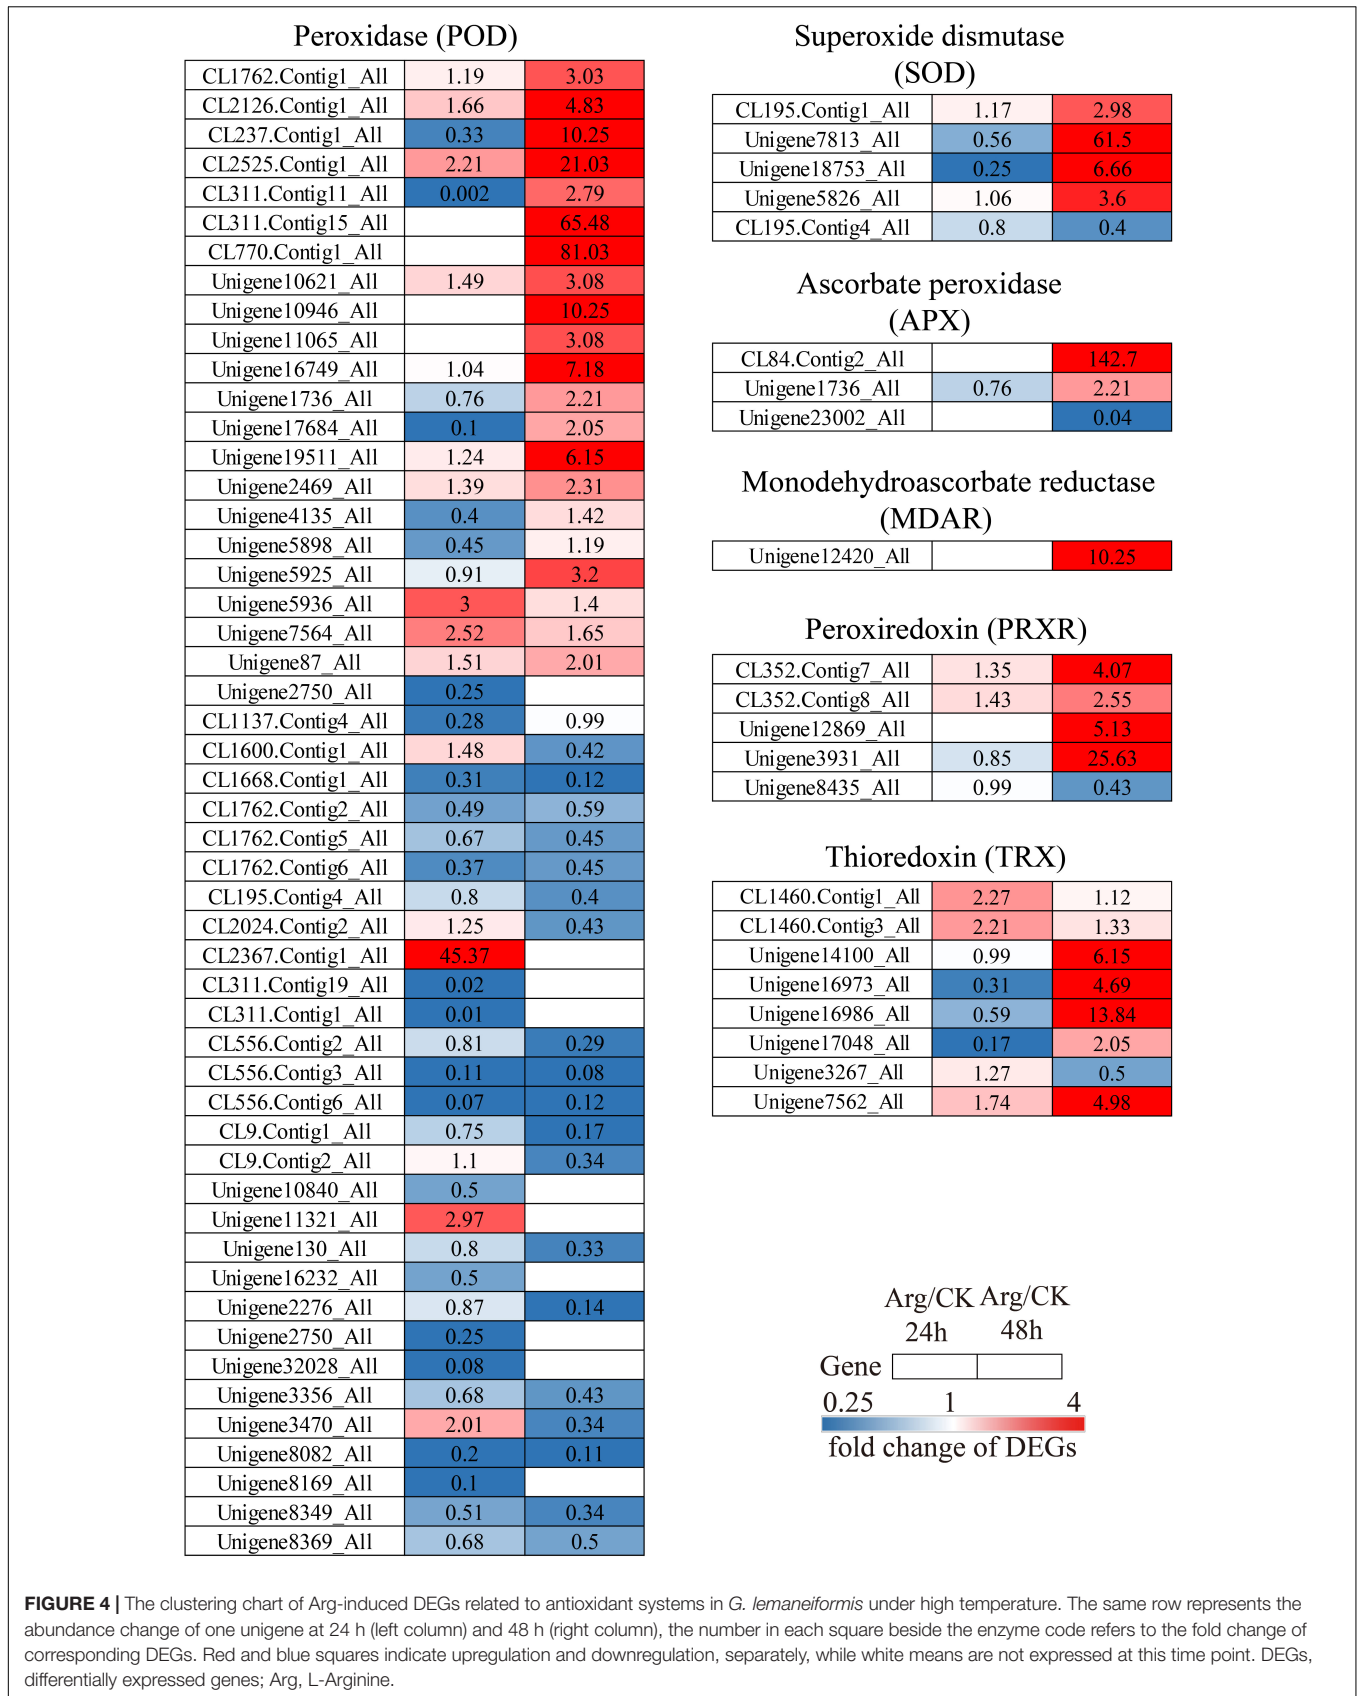 Peroxidase (POD)
CL1762.Contig1_All 1.19 3.03
CL2126.Contig1_All 1.66 4.83
CL237.Contig1_All 0.33 10.25
CL2525.Contig1_All 2.21 21.03
CL311.Contig11_All 0.002 2.79
CL311.Contig15_All 65.48
CL770.Contig1_All 81.03
Unigene10621_All 1.49 3.08
Unigene10946_All 10.25
Unigene11065_All 3.08
Unigene16749_All 1.04 7.18
Unigene1736_All 0.76 2.21
Unigene17684_All 0.1 2.05
Unigene19511_All 1.24 6.15
Unigene2469_All 1.39 2.31
Unigene4135_All 0.4 1.42
Unigene5898_All 0.45 1.19
Unigene5925_All 0.91 3.2
Unigene5936_All 3 1.4
Unigene7564_All 2.52 1.65
Unigene87_All 1.51 2.01
Unigene2750_All 0.25
CL1137.Contig4_All 0.28 0.99
CL1600.Contig1_All 1.48 0.42
CL1668.Contig1_All 0.31 0.12
CL1762.Contig2_All 0.49 0.59
CL1762.Contig5_All 0.67 0.45
CL1762.Contig6_All 0.37 0.45
CL195.Contig4_All 0.8 0.4
CL2024.Contig2_All 1.25 0.43
CL2367.Contig1_All 45.37
CL311.Contig19_All 0.02
CL311.Contig1_All 0.01
CL556.Contig2_All 0.81 0.29
CL556.Contig3_All 0.11 0.08
CL556.Contig6_All 0.07 0.12
CL9.Contig1_All 0.75 0.17
CL9.Contig2_All 1.1 0.34
Unigene10840_All 0.5
Unigene11321_All 2.97
Unigene130_All 0.8 0.33
Unigene16232_All 0.5
Unigene2276_All 0.87 0.14
Unigene2750_All 0.25
Unigene32028_All 0.08
Unigene3356_All 0.68 0.43
Unigene3470_All 2.01 0.34
Unigene8082_All 0.2 0.11
Unigene8169_All 0.1
Unigene8349_All 0.51 0.34
Unigene8369_All 0.68 0.5
Superoxide dismutase
(SOD)
CL195.Contig1_All 1.17 2.98
Unigene7813_All 0.56 61.5
Unigene18753_All 0.25 6.66
Unigene5826_All 1.06 3.6
CL195.Contig4_All 0.8 0.4
Ascorbate peroxidase
(APX)
CL84.Contig2_All 142.7
Unigene1736_All 0.76 2.21
Unigene23002_All 0.04
Monodehydroascorbate reductase
(MDAR)
Unigene12420_All 10.25
Peroxiredoxin (PRXR)
CL352.Contig7_All 1.35 4.07
CL352.Contig8_All 1.43 2.55
Unigene12869_All 5.13
Unigene3931_All 0.85 25.63
Unigene8435_All 0.99 0.43
Thioredoxin (TRX)
CL1460.Contig1_All 2.27 1.12
CL1460.Contig3_All 2.21 1.33
Unigene14100_All 0.99 6.15
Unigene16973_All 0.31 4.69
Unigene16986_All 0.59 13.84
Unigene17048_All 0.17 2.05
Unigene3267_All 1.27 0.5
Unigene7562_All 1.74 4.98
Arg/CK Arg/CK
24h 48h
Gene
0.25 1 4
fold change of DEGs
FIGURE 4 | The clustering chart of Arg-induced DEGs related to antioxidant systems in G. lemaneiformis under high temperature. The same row represents the
abundance change of one unigene at 24 h (left column) and 48 h (right column), the number in each square beside the enzyme code refers to the fold change of
corresponding DEGs. Red and blue squares indicate upregulation and downregulation, separately, while white means are not expressed at this time point. DEGs,
differentially expressed genes; Arg, L-Arginine.